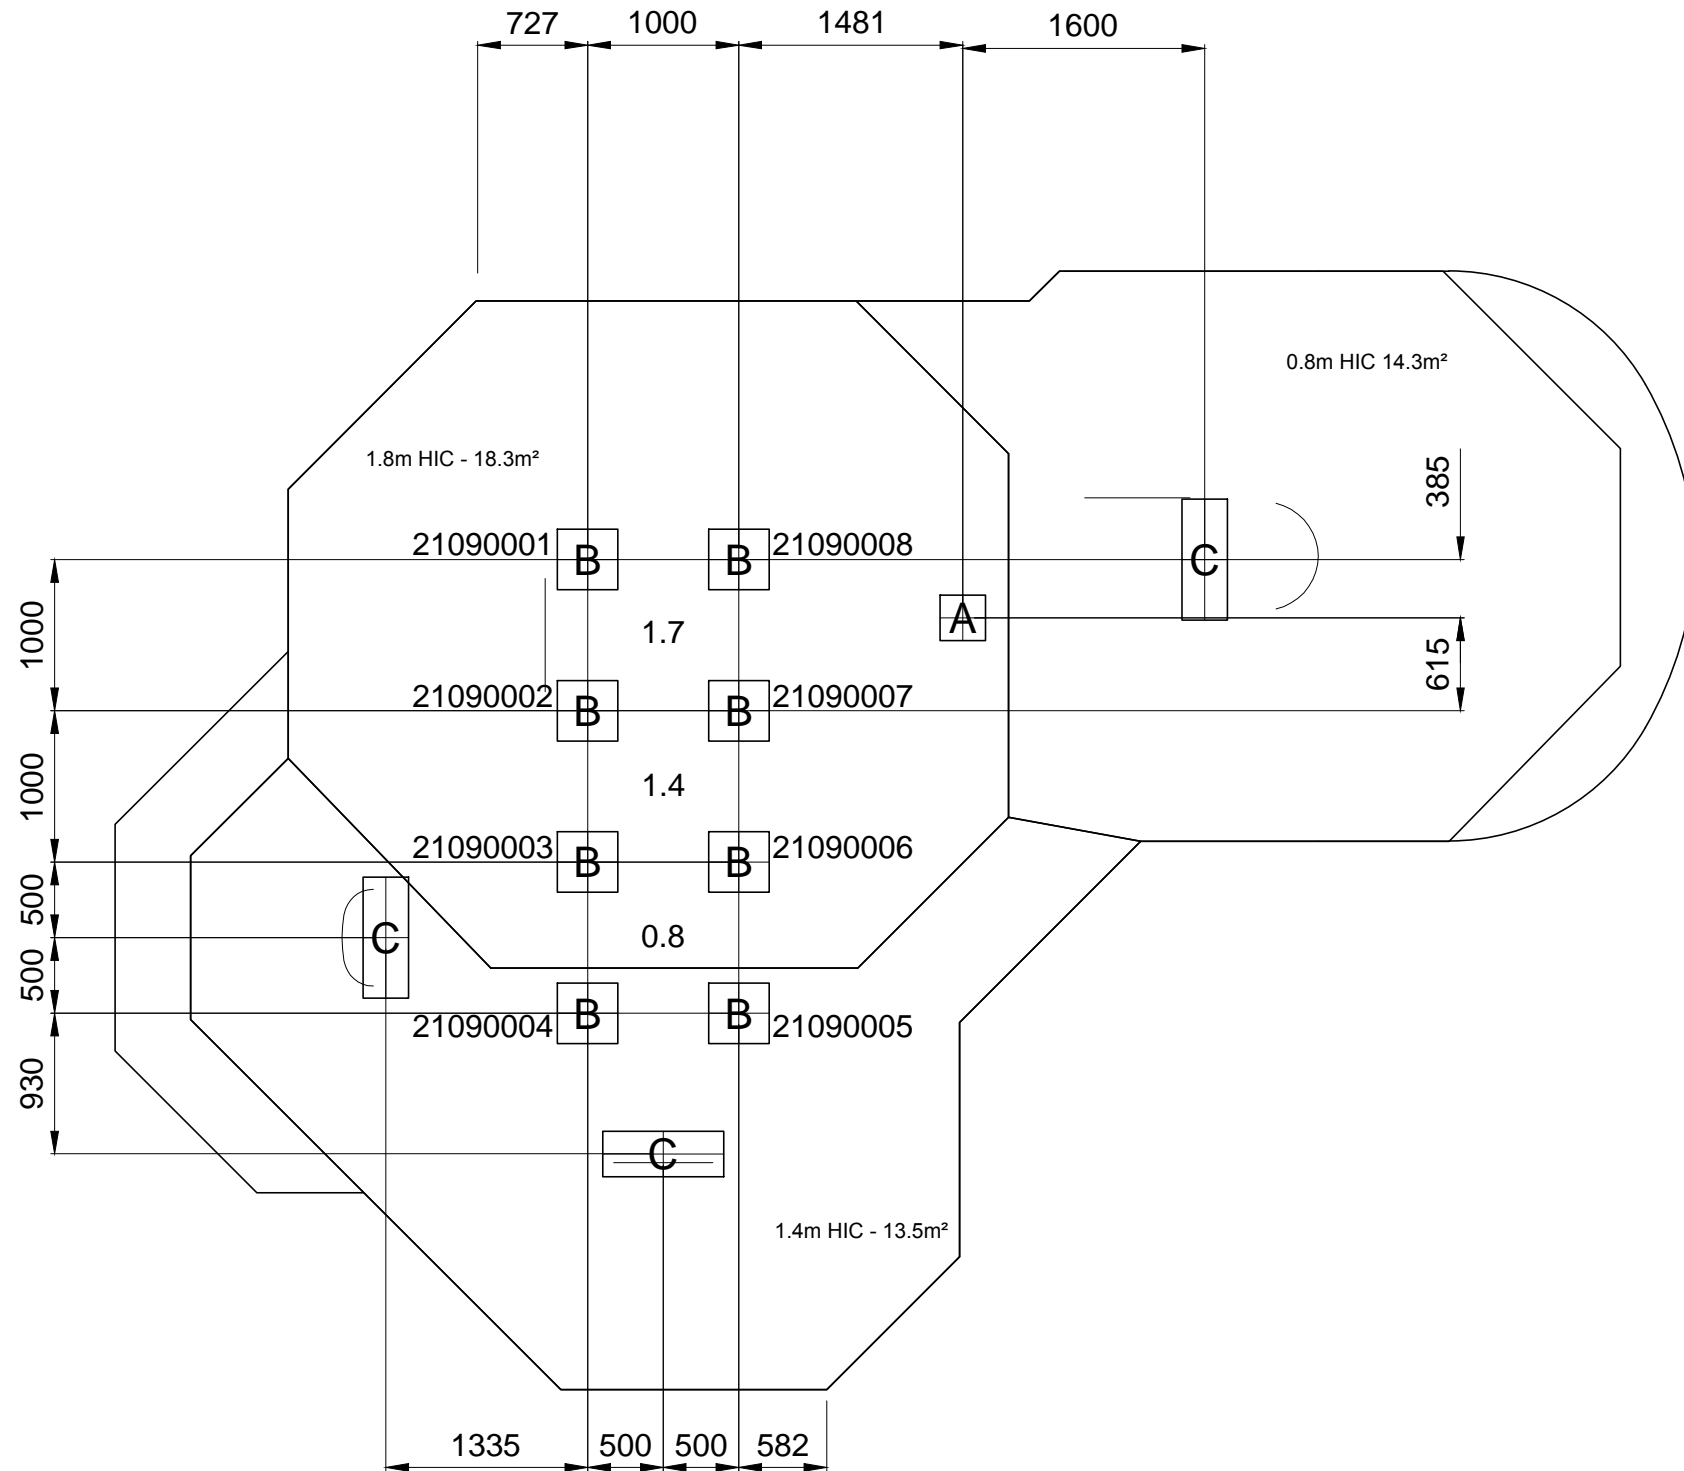 727 1000 1481 1600
0.8m HIC 14.3m²
1.8m HIC - 18.3m²
385
21090001 B B 21090008 C
1000 1.7 A 615
21090002 B B 21090007
1000 1.4
21090003 B B 21090006
500 C 0.8
500
21090004 B B 21090005
930
C
1.4m HIC - 13.5m²
1335 500 500 582